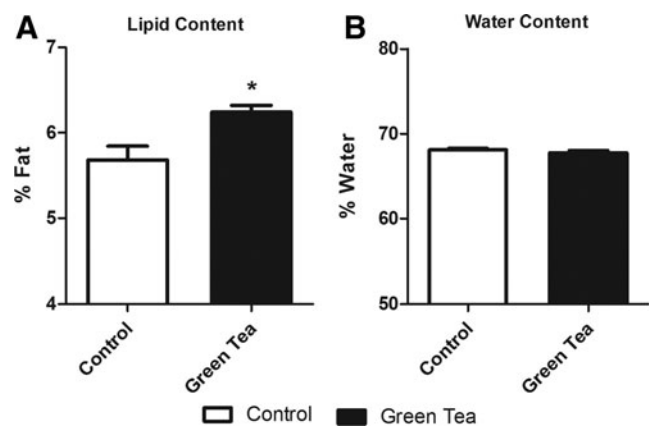 A
Lipid Content
% Fat
7
6
5
4
*
Control
Green Tea
B
Water Content
% Water
80
70
60
50
Control
Green Tea
Control
Green Tea